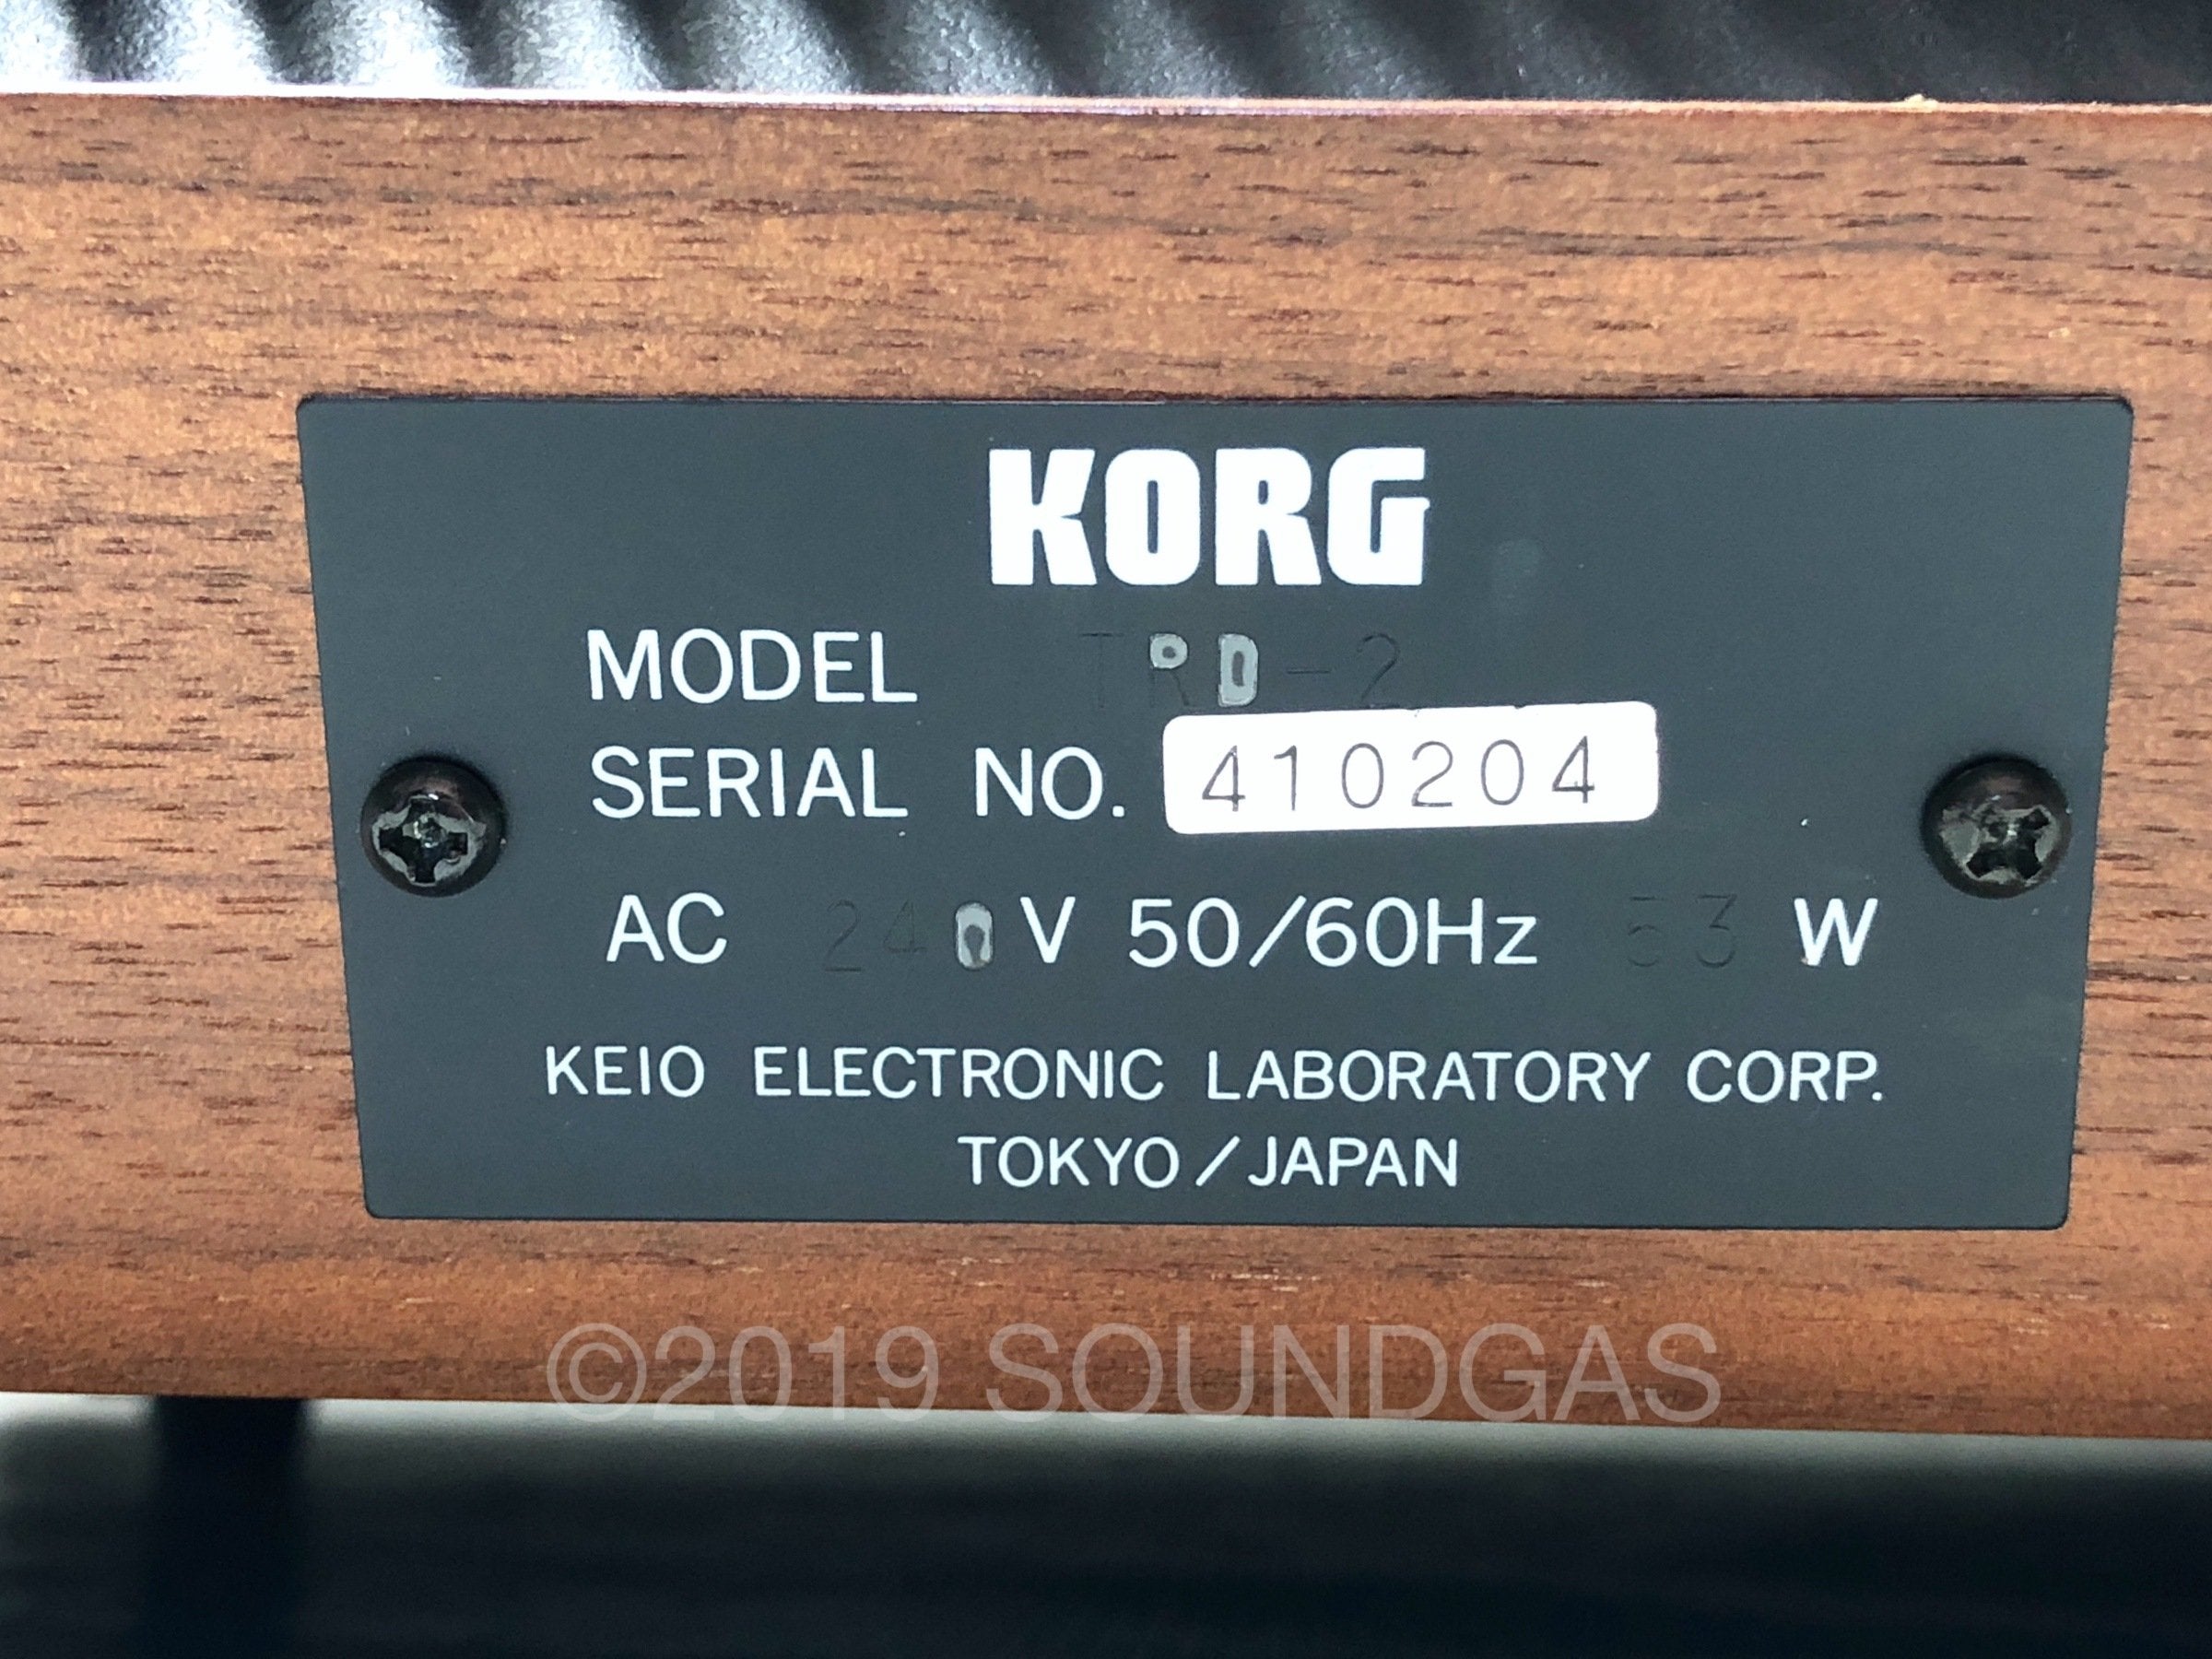 KORG
MODEL TRD-2
SERIAL NO. 410204
AC 240 V 50/60Hz 53 W
KEIO ELECTRONIC LABORATORY CORP.
TOKYO/JAPAN
©2019 SOUNDGAS